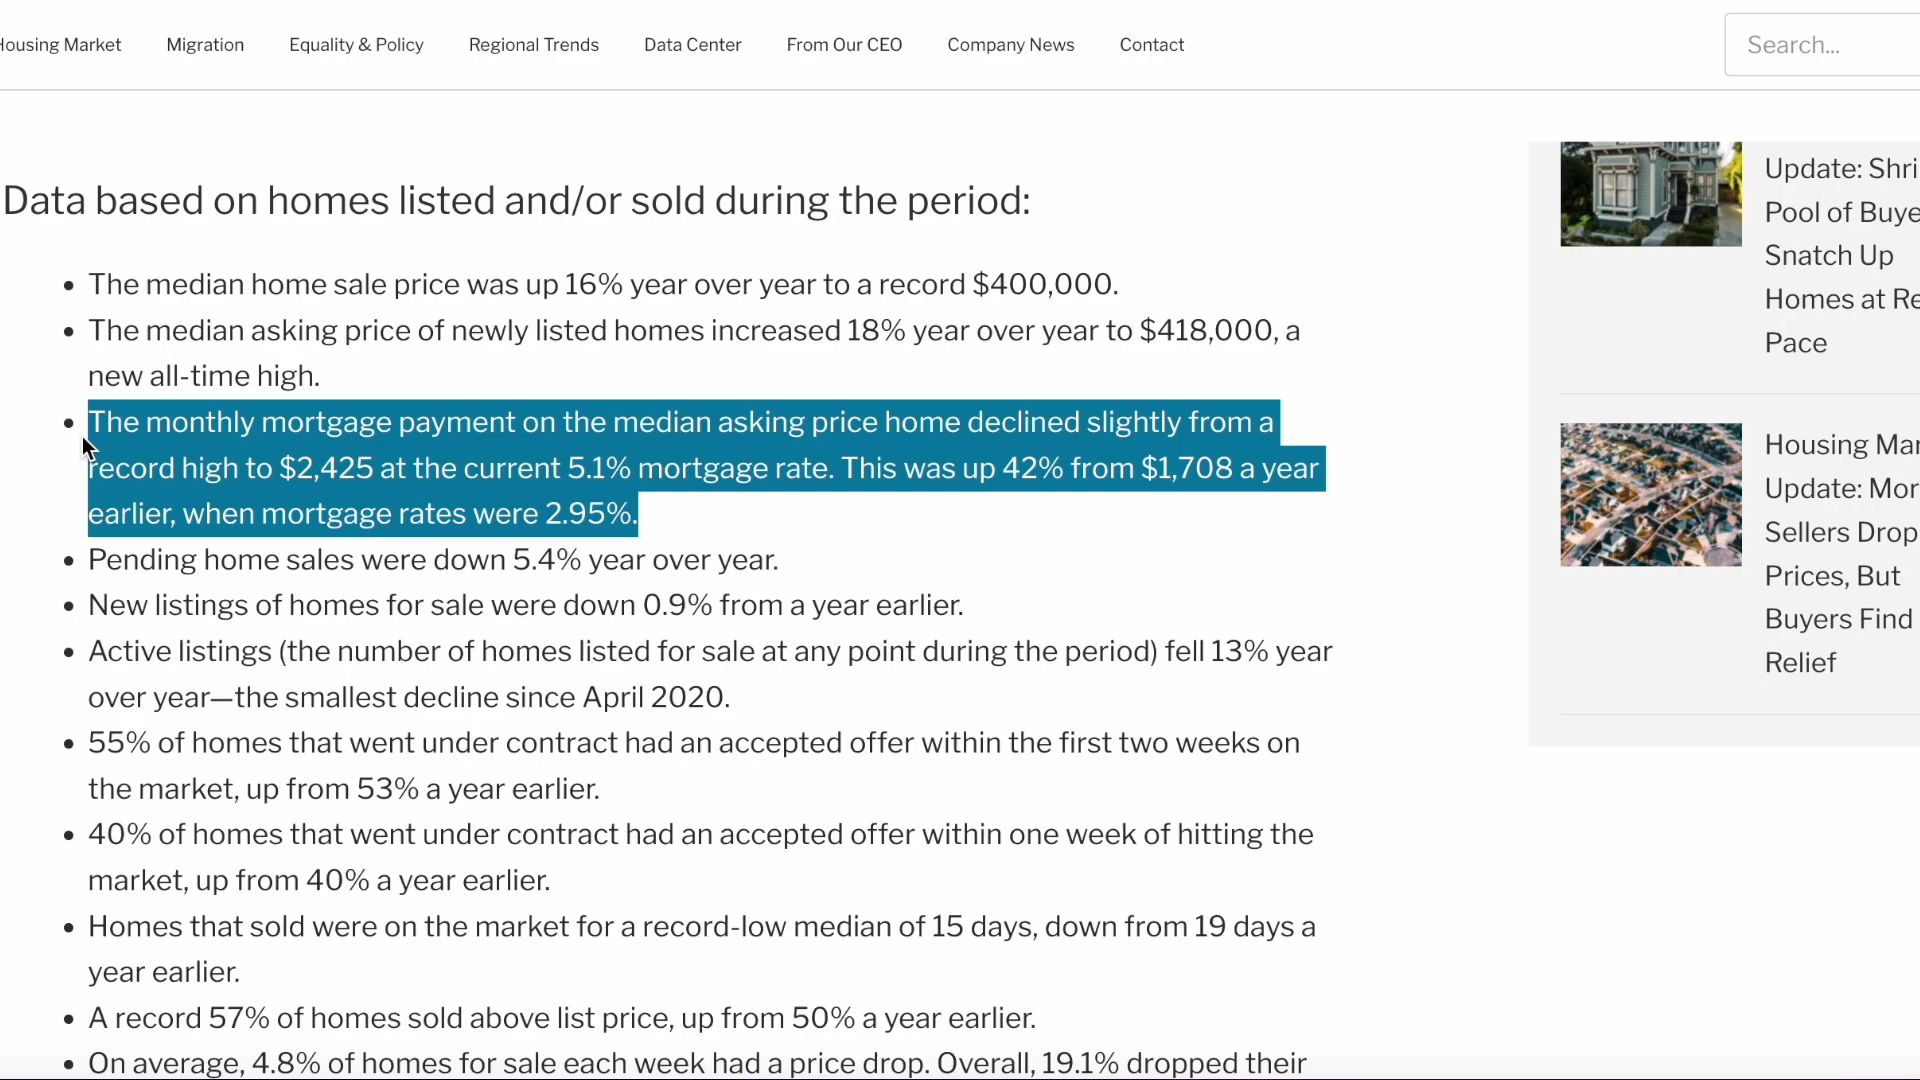 Housing Market Migration Equality & Policy Regional Trends Data Center From Our CEO Company News Contact Search...
Data based on homes listed and/or sold during the period:
• The median home sale price was up 16% year over year to a record $400,000.
• The median asking price of newly listed homes increased 18% year over year to $418,000, a
new all-time high.
• The monthly mortgage payment on the median asking price home declined slightly from a
record high to $2,425 at the current 5.1% mortgage rate. This was up 42% from $1,708 a year
earlier, when mortgage rates were 2.95%.
• Pending home sales were down 5.4% year over year.
• New listings of homes for sale were down 0.9% from a year earlier.
• Active listings (the number of homes listed for sale at any point during the period) fell 13% year
over year—the smallest decline since April 2020.
• 55% of homes that went under contract had an accepted offer within the first two weeks on
the market, up from 53% a year earlier.
• 40% of homes that went under contract had an accepted offer within one week of hitting the
market, up from 40% a year earlier.
• Homes that sold were on the market for a record-low median of 15 days, down from 19 days a
year earlier.
• A record 57% of homes sold above list price, up from 50% a year earlier.
• On average, 4.8% of homes for sale each week had a price drop. Overall, 19.1% dropped their
Update: Shri
Pool of Buye
Snatch Up
Homes at Re
Pace
Housing Mar
Update: Mor
Sellers Drop
Prices, But
Buyers Find
Relief